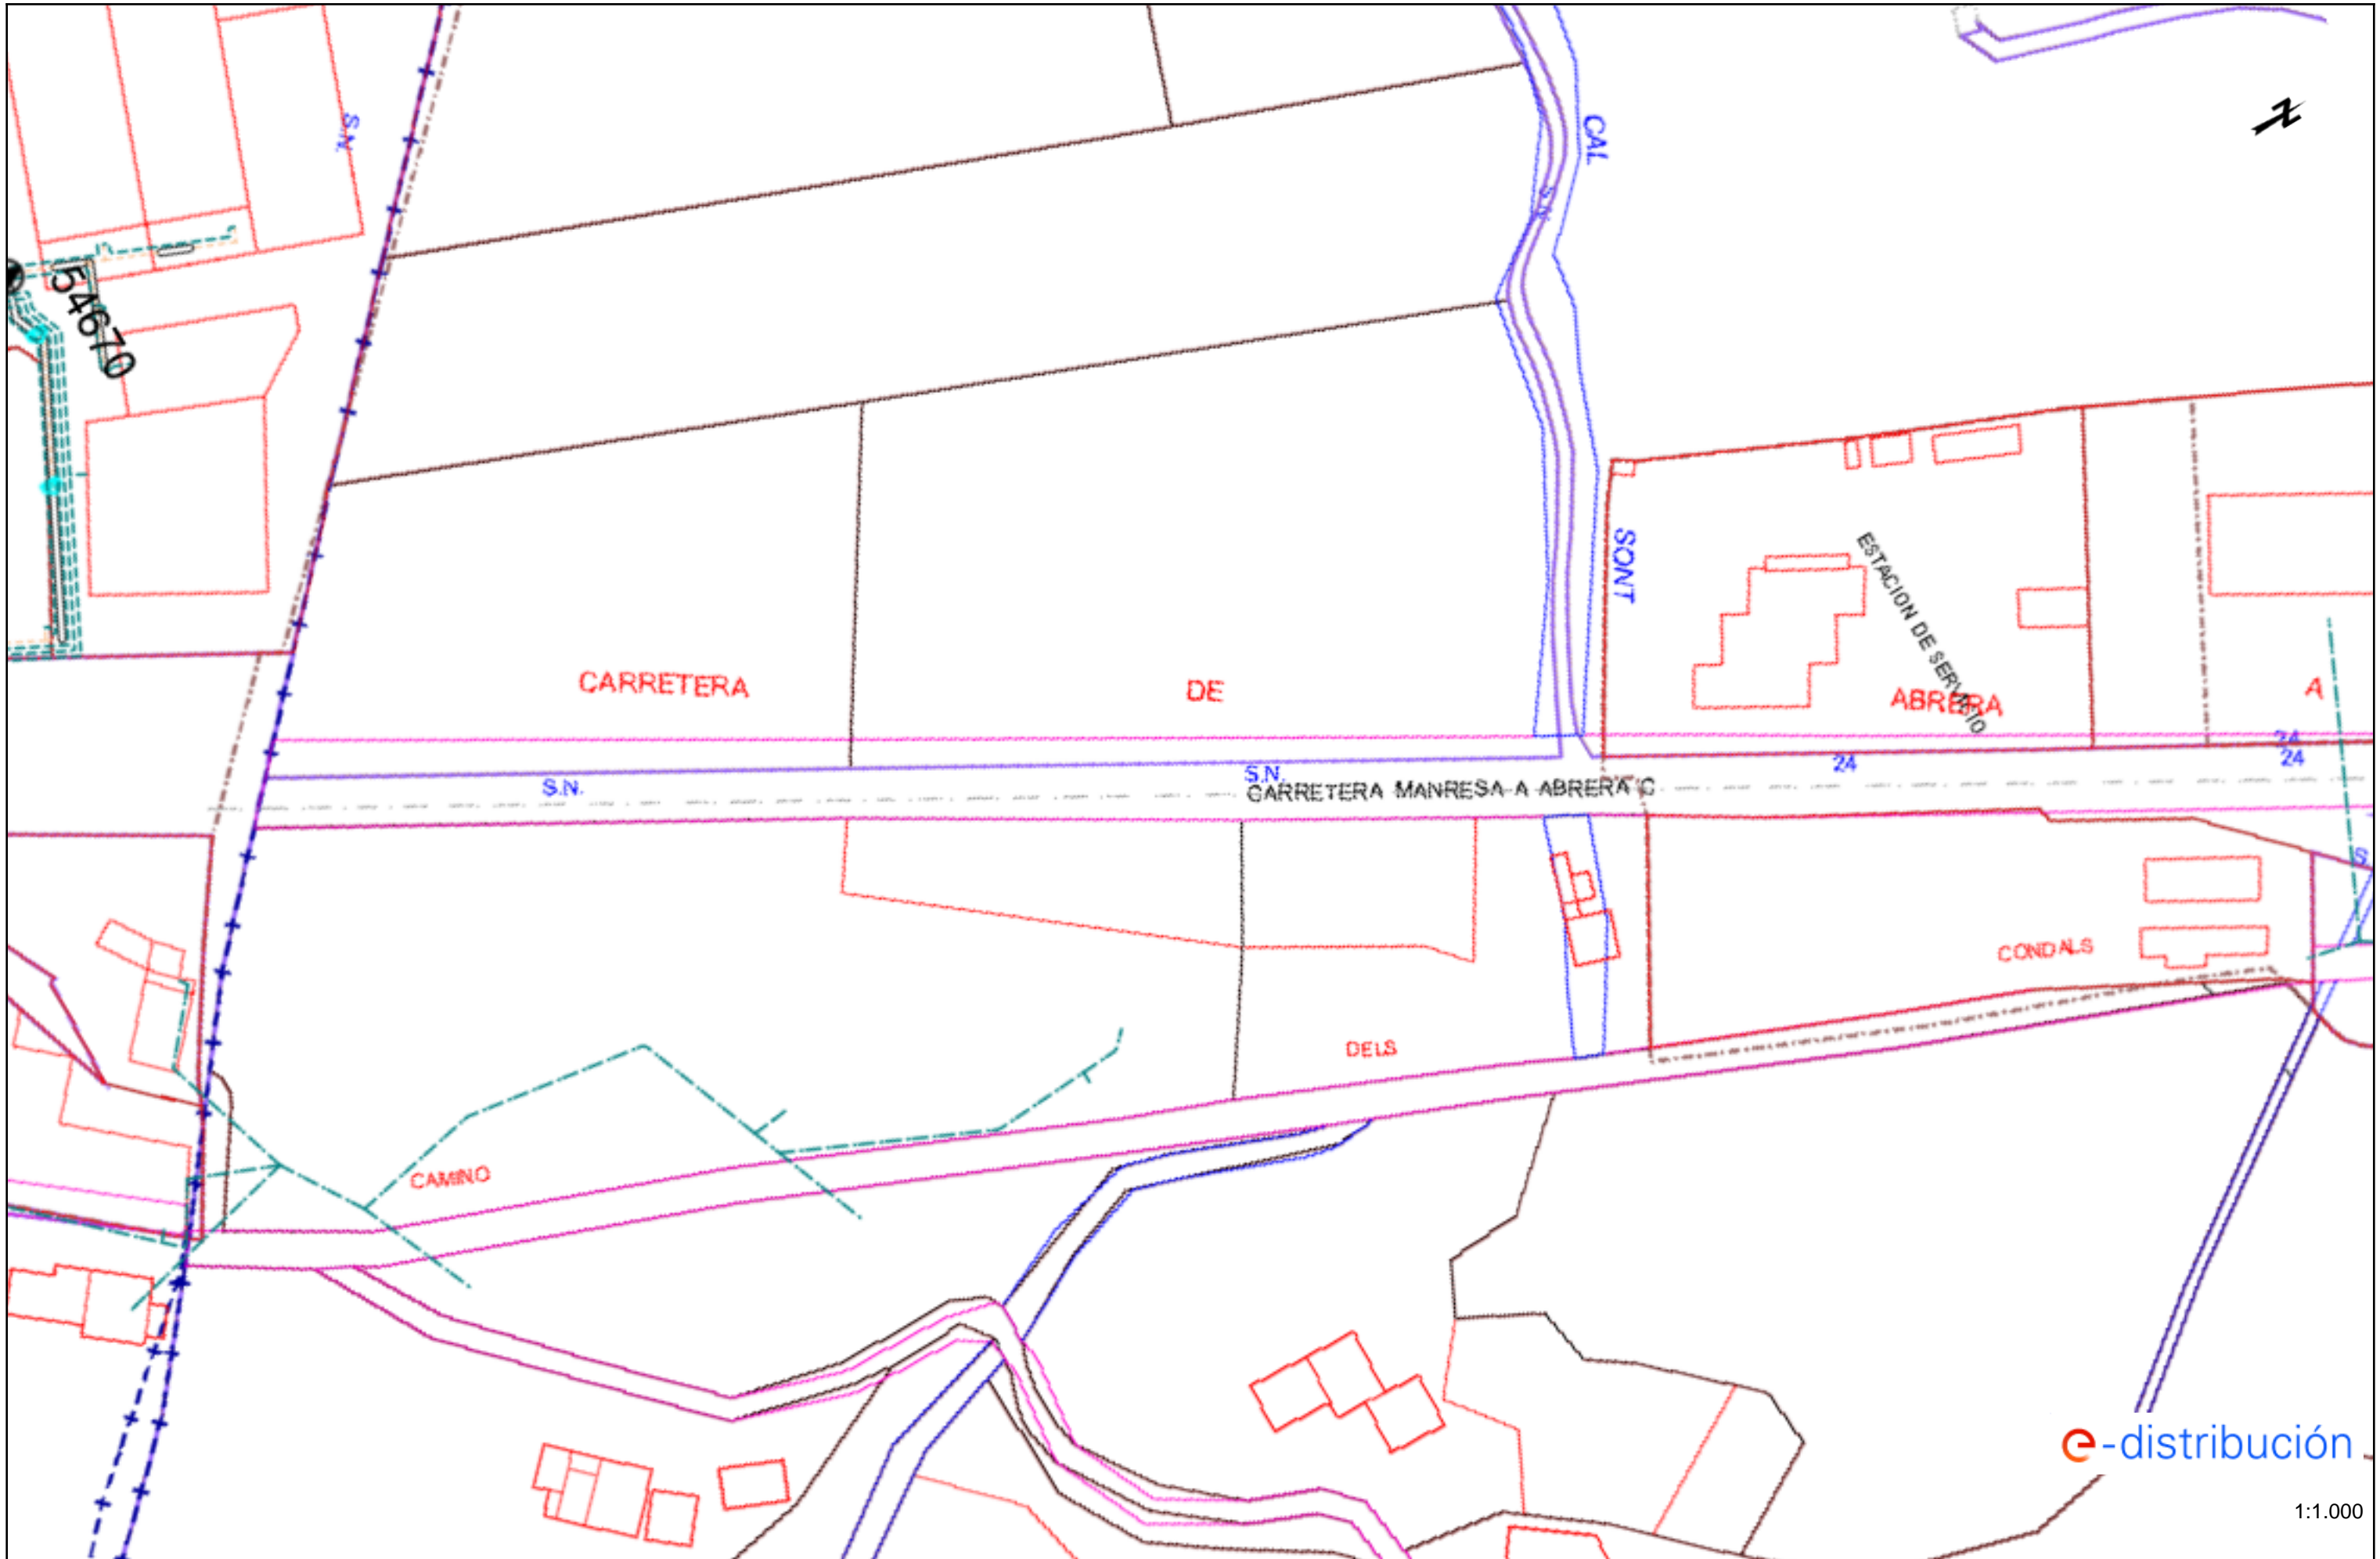 S.N.
CAL
S.N.
54670
SONT
ESTACION DE SERVICIO
CARRETERA
DE
ABRERA
A
24
24
24
S.N.
S.N.
CARRETERA MANRESA A ABRERA C
S.
CONDALS
DELS
CAMINO
e-distribución
1:1.000